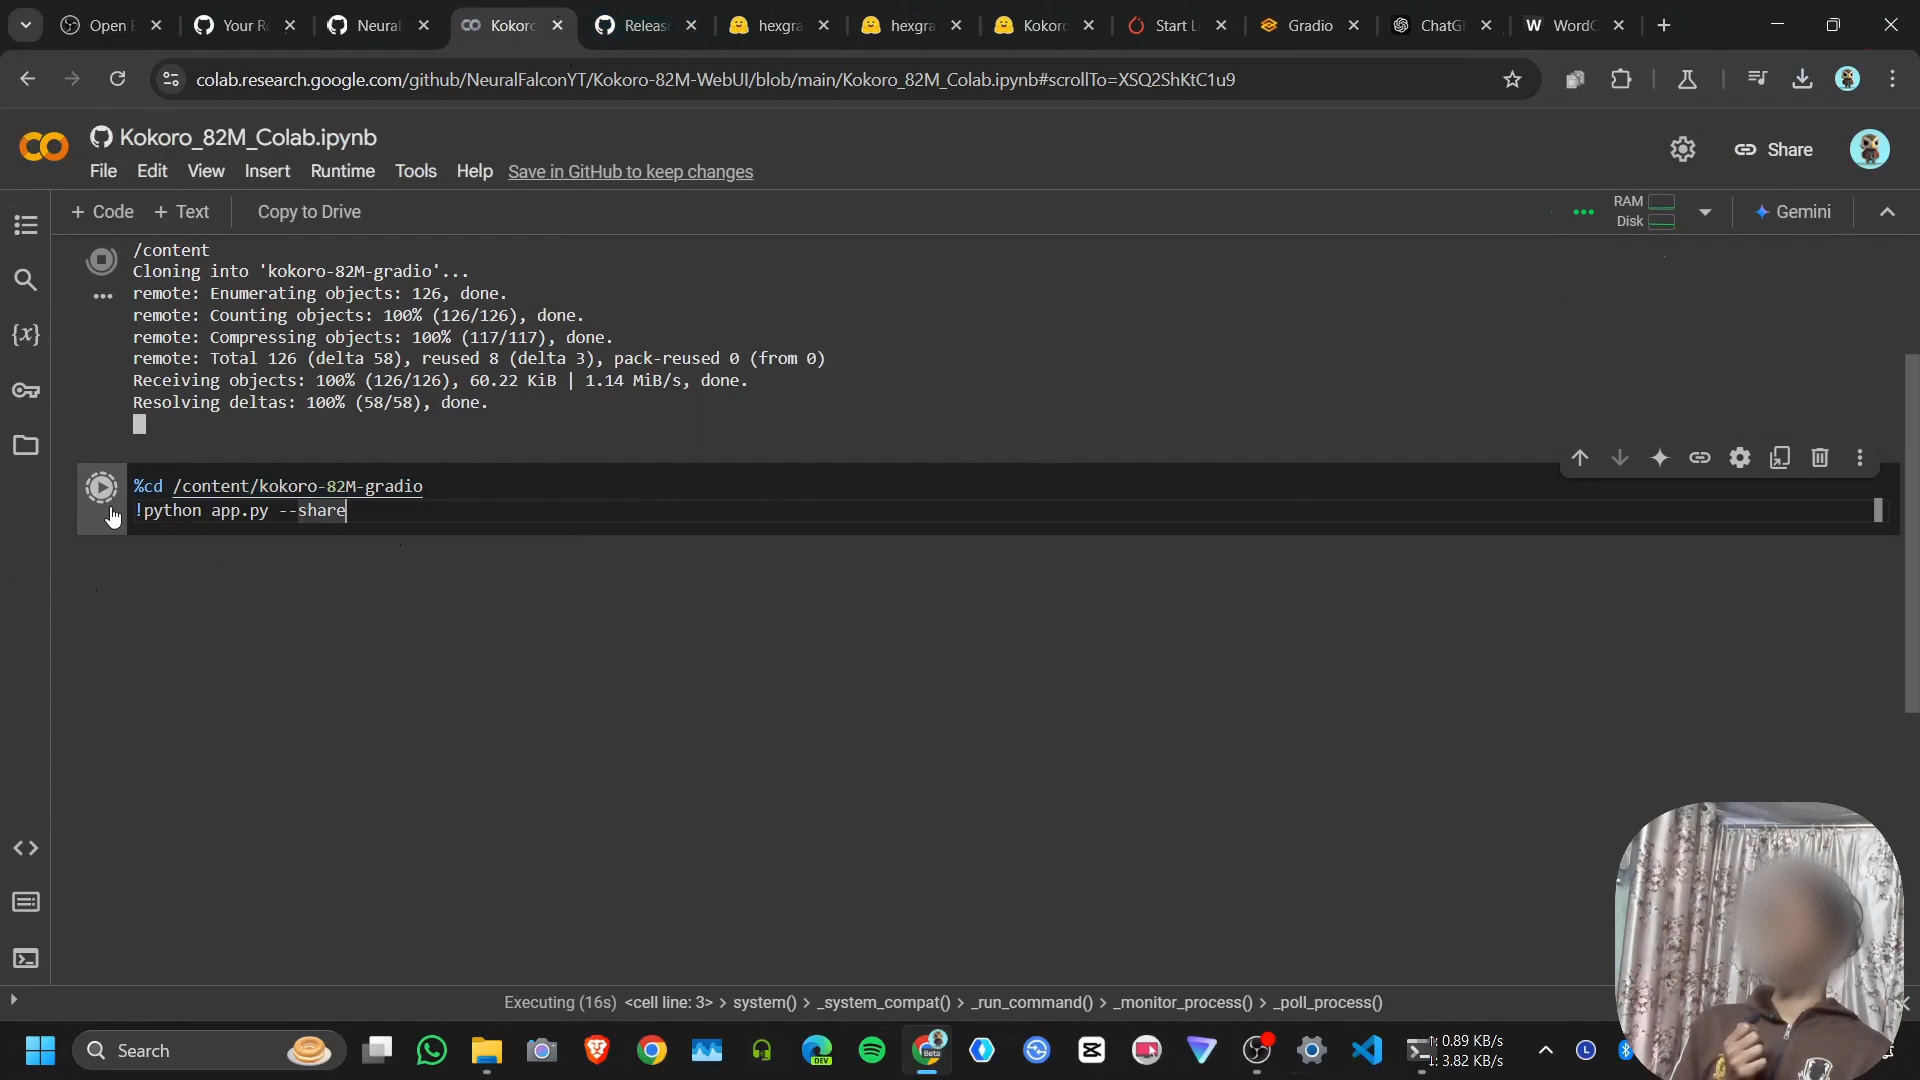 Open
Your R
Neural
Kokoro
Release
hexgra
hexgra
Kokoro
Start L
Gradio
ChatG
WordC
colab.research.google.com/github/NeuralFalconYT/Kokoro-82M-WebUI/blob/main/Kokoro_82M_Colab.ipynb#scrollTo=XSQ2ShKtC1u9
Kokoro_82M_Colab.ipynb
Share
File Edit View Insert Runtime Tools Help Save in GitHub to keep changes
+ Code + Text Copy to Drive
RAM
Disk
Gemini
/content
Cloning into 'kokoro-82M-gradio'...
remote: Enumerating objects: 126, done.
remote: Counting objects: 100% (126/126), done.
remote: Compressing objects: 100% (117/117), done.
remote: Total 126 (delta 58), reused 8 (delta 3), pack-reused 0 (from 0)
Receiving objects: 100% (126/126), 60.22 KiB | 1.14 MiB/s, done.
Resolving deltas: 100% (58/58), done.
%cd /content/kokoro-82M-gradio
!python app.py --share
Executing (16s) <cell line: 3> > system() > _system_compat() > _run_command() > _monitor_process() > _poll_process()
Search
DEV
Beta
0.89 KB/s
3.82 KB/s
L